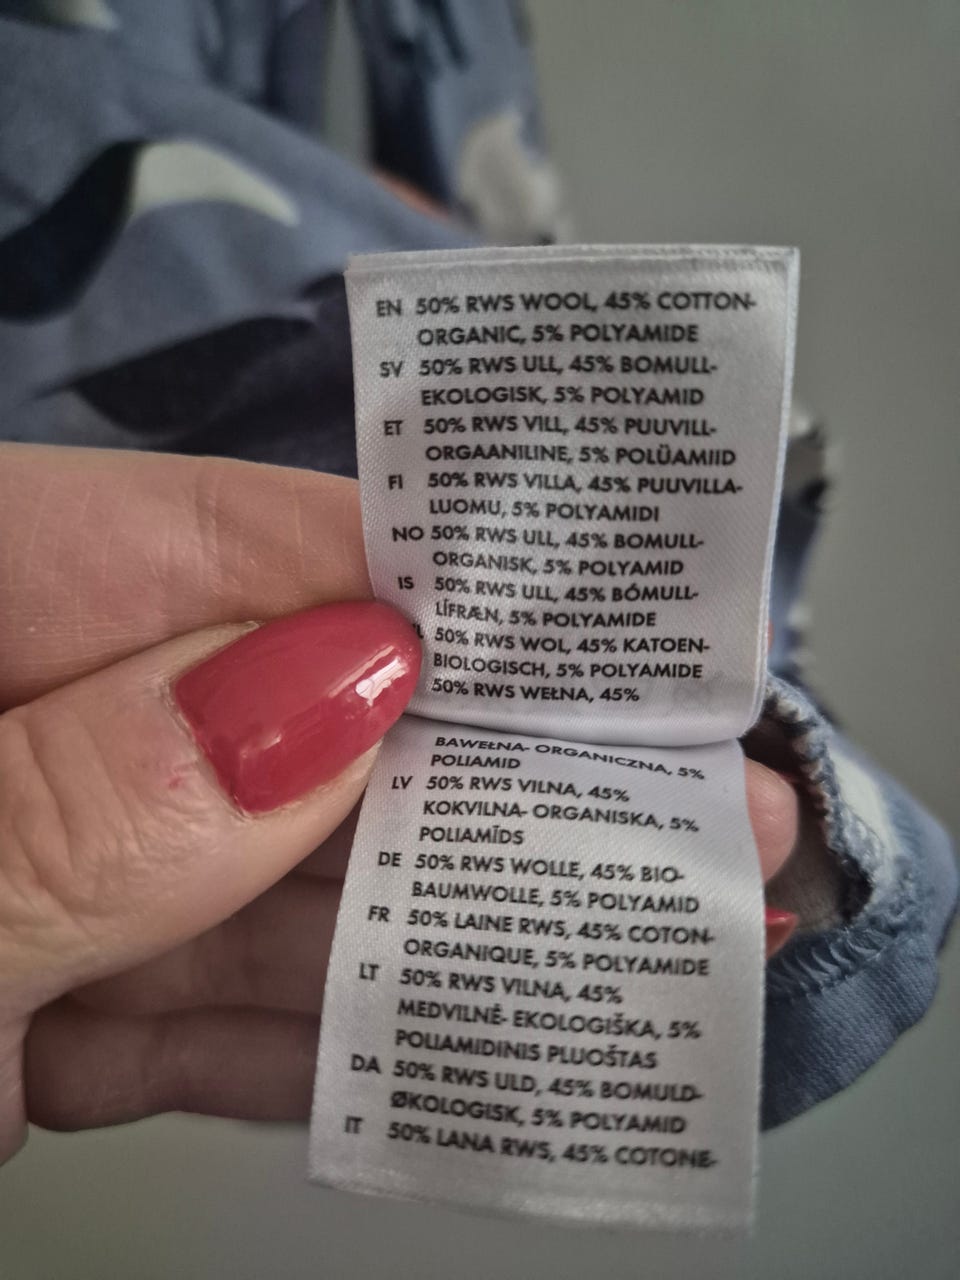 EN 50% RWS WOOL, 45% COTTON-
ORGANIC, 5% POLYAMIDE
SV 50% RWS ULL, 45% BOMULL-
EKOLOGISK, 5% POLYAMID
ET 50% RWS VILL, 45% PUUVILL-
ORGAANILINE, 5% POLÜAMIID
FI 50% RWS VILLA, 45% PUUVILLA-
LUOMU, 5% POLYAMIDI
NO 50% RWS ULL, 45% BOMULL-
ORGANISK, 5% POLYAMID
IS 50% RWS ULL, 45% BÓMULL-
LÍFRÆN, 5% POLYAMIDE
50% RWS WOL, 45% KATOEN-
BIOLOGISCH, 5% POLYAMIDE
50% RWS WEŁNA, 45%
BAWEŁNA- ORGANICZNA, 5%
POLIAMID
LV 50% RWS VILNA, 45%
KOKVILNA- ORGANISKA, 5%
POLIAMĪDS
DE 50% RWS WOLLE, 45% BIO-
BAUMWOLLE, 5% POLYAMID
FR 50% LAINE RWS, 45% COTON-
ORGANIQUE, 5% POLYAMIDE
LT 50% RWS VILNA, 45%
MEDVILNĖ- EKOLOGIŠKA, 5%
POLIAMIDINIS PLUOŠTAS
DA 50% RWS ULD, 45% BOMULD-
ØKOLOGISK, 5% POLYAMID
IT 50% LANA RWS, 45% COTONE-